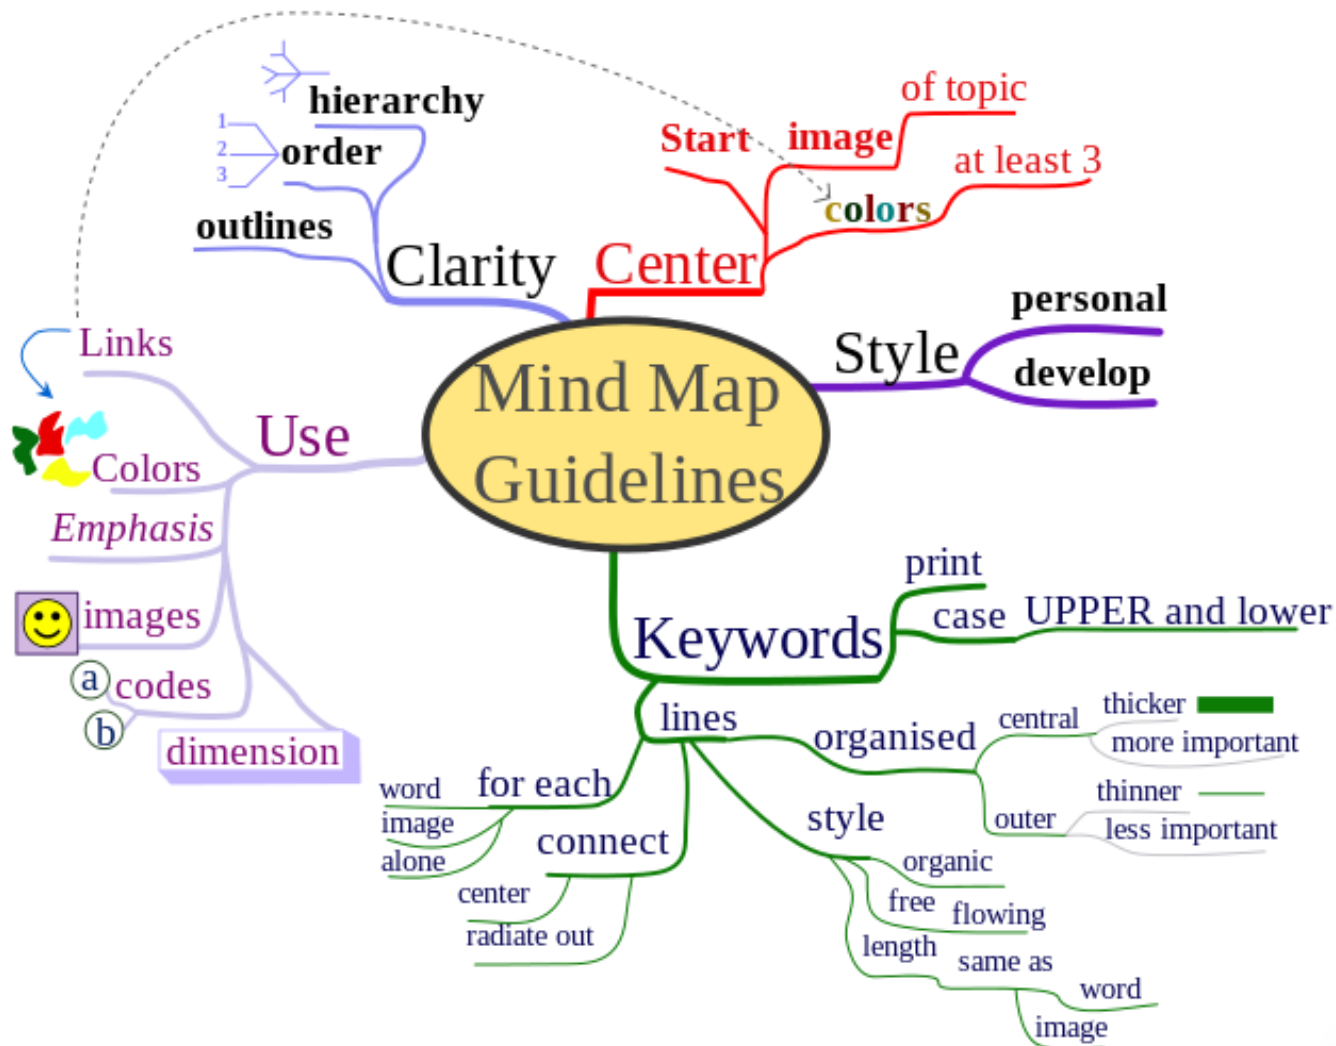 Mind Map
Guidelines
Center
Start
image
of topic
colors
at least 3
Style
personal
develop
Keywords
print
case
UPPER and lower
lines
organised
central
thicker
more important
outer
thinner
less important
style
organic
free
flowing
length
same as
word
image
connect
center
radiate out
for each
word
image
alone
Use
Links
Colors
Emphasis
images
codes
a
b
dimension
Clarity
hierarchy
order
1
2
3
outlines